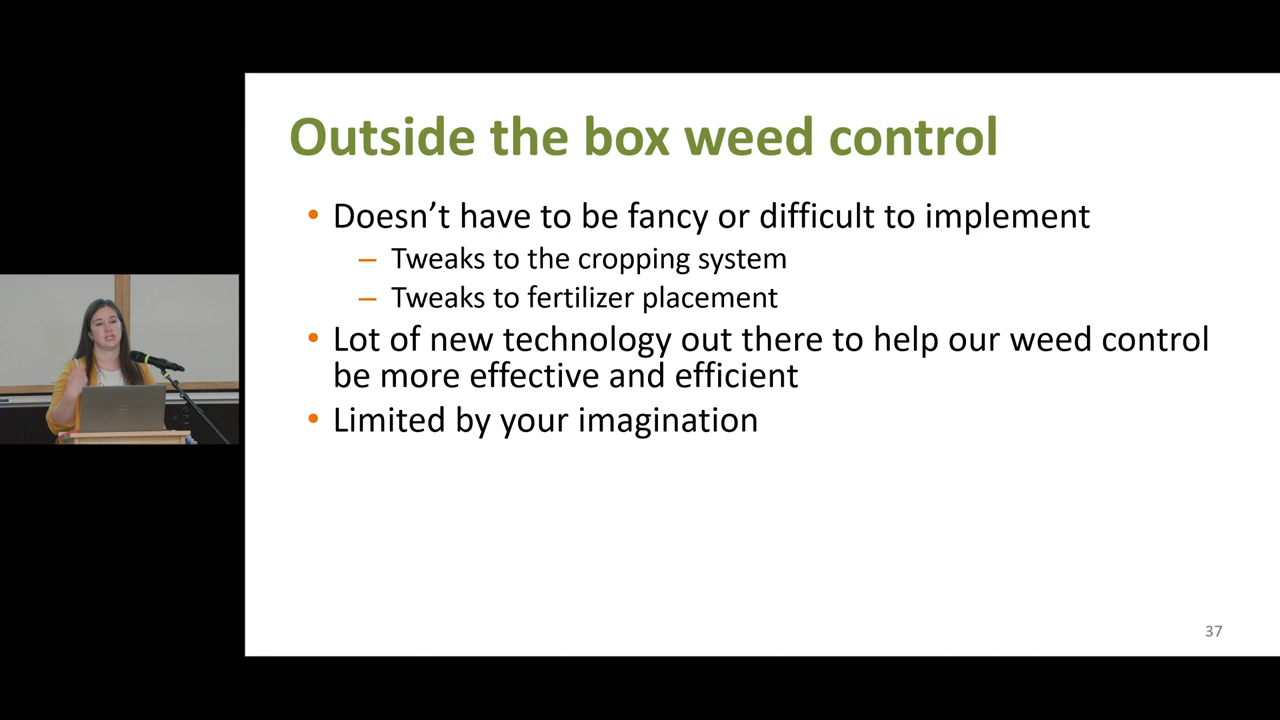 Outside the box weed control
• Doesn’t have to be fancy or difficult to implement
– Tweaks to the cropping system
– Tweaks to fertilizer placement
• Lot of new technology out there to help our weed control
be more effective and efficient
• Limited by your imagination
37